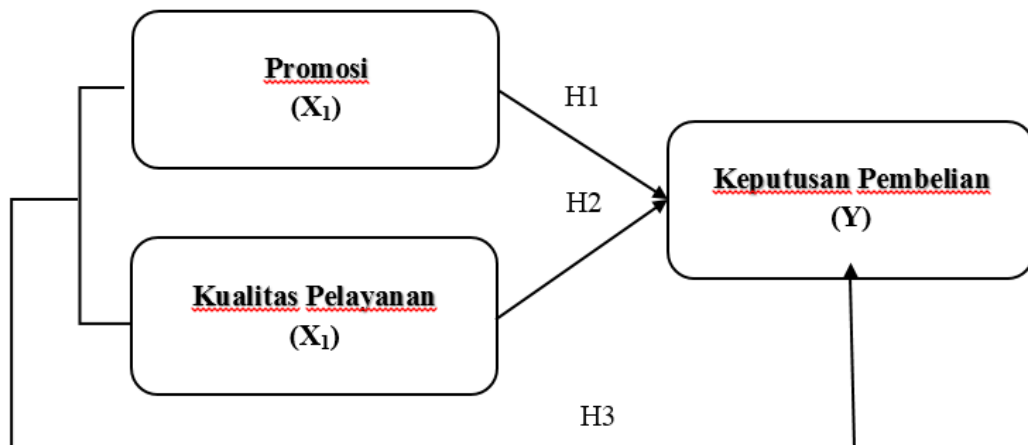 Promosi
(X₁)
H1
Keputusan Pembelian
(Y)
H2
Kualitas Pelayanan
(X₁)
H3